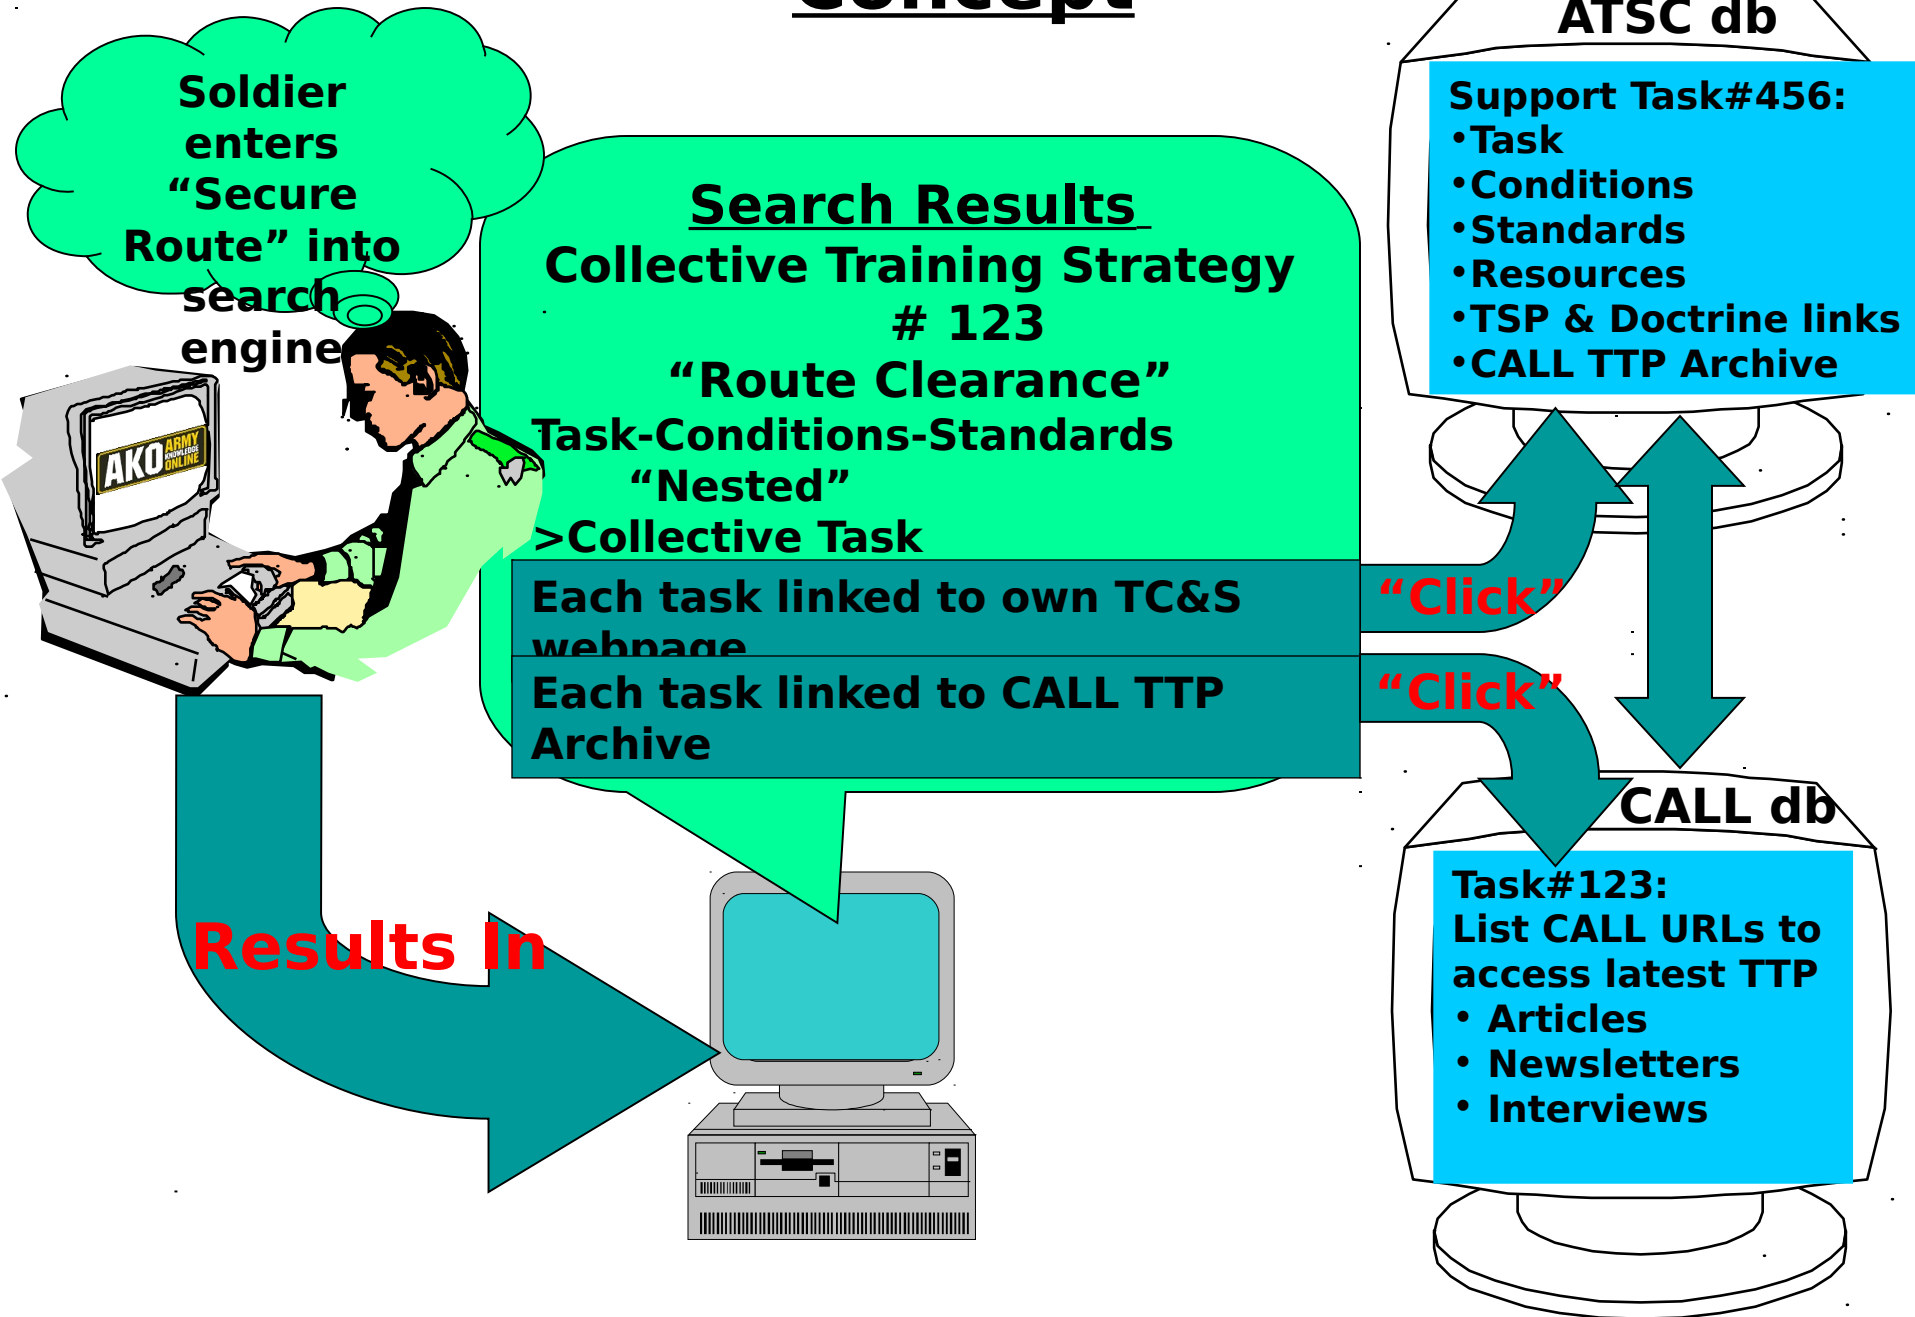 Concept
Soldier
enters
“Secure
Route” into
search
engine
AKO ARMY
KNOWLEDGE
ONLINE
Search Results
Collective Training Strategy
# 123
“Route Clearance”
Task-Conditions-Standards
“Nested”
>Collective Task
Each task linked to own TC&S
webpage
Each task linked to CALL TTP
Archive
“Click”
“Click”
Results In
ATSC db
Support Task#456:
•Task
•Conditions
•Standards
•Resources
•TSP & Doctrine links
•CALL TTP Archive
CALL db
Task#123:
List CALL URLs to
access latest TTP
• Articles
• Newsletters
• Interviews